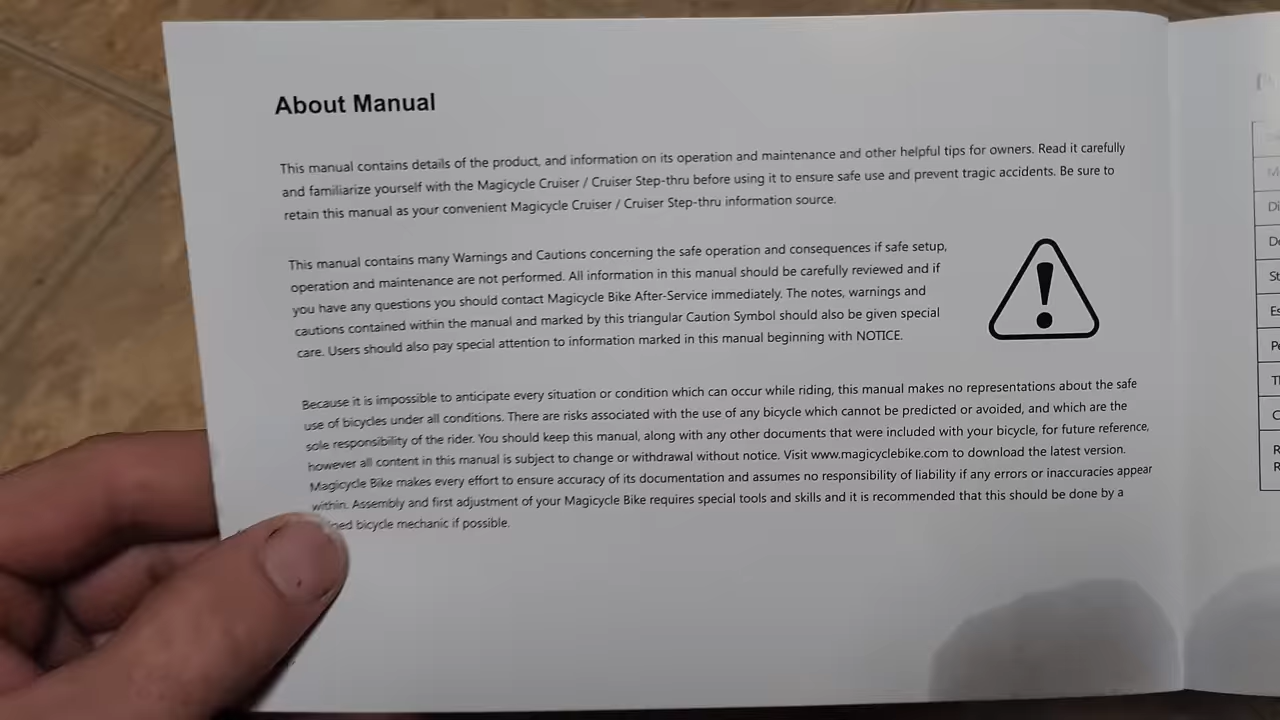 About Manual
This manual contains details of the product, and information on its operation and maintenance and other helpful tips for owners. Read it carefully
and familiarize yourself with the Magicycle Cruiser / Cruiser Step-thru before using it to ensure safe use and prevent tragic accidents. Be sure to
retain this manual as your convenient Magicycle Cruiser / Cruiser Step-thru information source.
This manual contains many Warnings and Cautions concerning the safe operation and consequences if safe setup,
operation and maintenance are not performed. All information in this manual should be carefully reviewed and if
you have any questions you should contact Magicycle Bike After-Service immediately. The notes, warnings and
cautions contained within the manual and marked by this triangular Caution Symbol should also be given special
care. Users should also pay special attention to information marked in this manual beginning with NOTICE.
Because it is impossible to anticipate every situation or condition which can occur while riding, this manual makes no representations about the safe
use of bicycles under all conditions. There are risks associated with the use of any bicycle which cannot be predicted or avoided, and which are the
sole responsibility of the rider. You should keep this manual, along with any other documents that were included with your bicycle, for future reference,
however all content in this manual is subject to change or withdrawal without notice. Visit www.magicyclebike.com to download the latest version.
Magicycle Bike makes every effort to ensure accuracy of its documentation and assumes no responsibility of liability if any errors or inaccuracies appear
within. Assembly and first adjustment of your Magicycle Bike requires special tools and skills and it is recommended that this should be done by a
bicycle mechanic if possible.